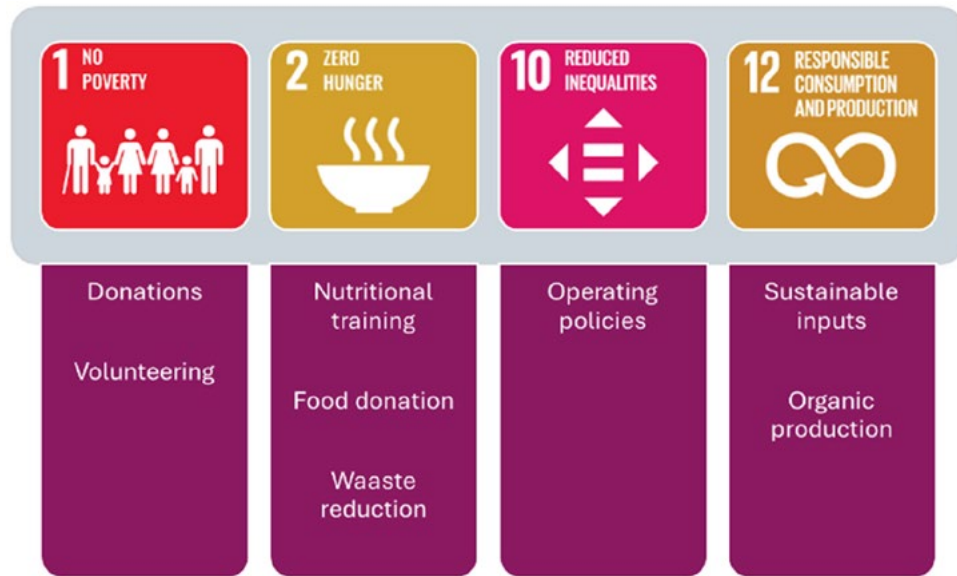 1 NO
POVERTY
2 ZERO
HUNGER
10 REDUCED
INEQUALITIES
12 RESPONSIBLE
CONSUMPTION
AND PRODUCTION
Donations
Volunteering
Nutritional
training
Food donation
Waaste
reduction
Operating
policies
Sustainable
inputs
Organic
production